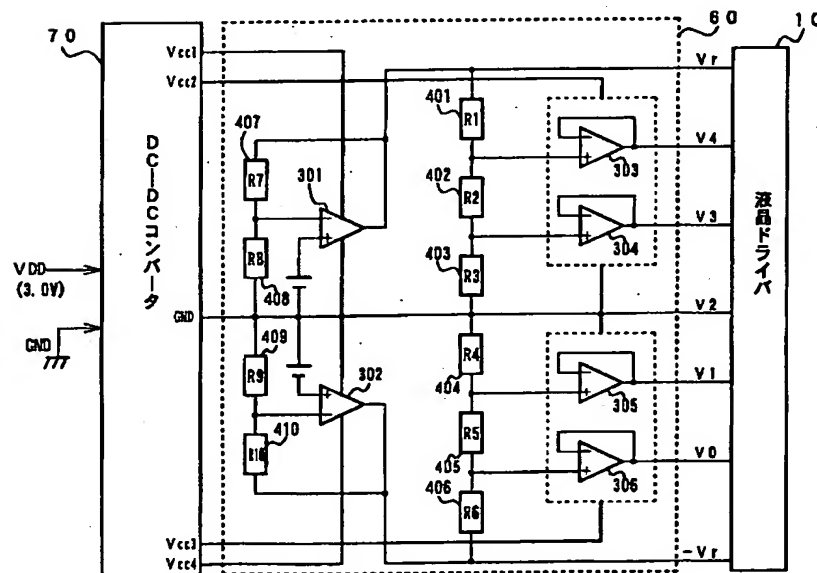 70
60
10
Vcc1
Vcc2
Vr
401
R1
407
R7
301
303
V4
402
R2
304
V3
403
R3
R8
408
DC-DCコンバータ
液晶ドライバ
VDD
(3.0V)
GND
GND
V2
409
R9
R4
404
302
305
V1
410
R10
R5
405
306
V0
406
R6
Vcc3
Vcc4
-Vr